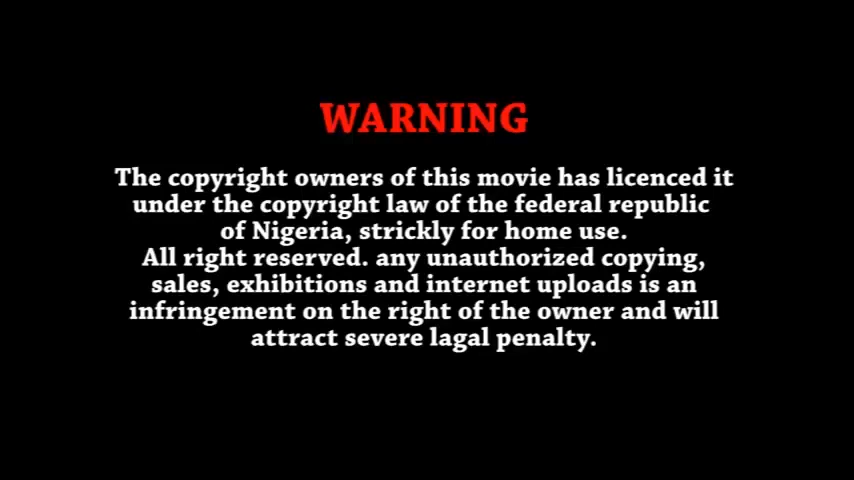 WARNING
The copyright owners of this movie has licenced it
under the copyright law of the federal republic
of Nigeria, strickly for home use.
All right reserved. any unauthorized copying,
sales, exhibitions and internet uploads is an
infringement on the right of the owner and will
attract severe lagal penalty.